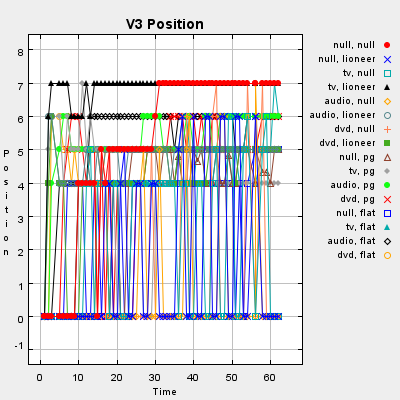 V3 Position
8
7
6
5
4
3
2
1
0
-1
Position
0 10 20 30 40 50 60
Time
null, null
null, lioneer
tv, null
tv, lioneer
audio, null
audio, lioneer
dvd, null
dvd, lioneer
null, pg
tv, pg
audio, pg
dvd, pg
null, flat
tv, flat
audio, flat
dvd, flat